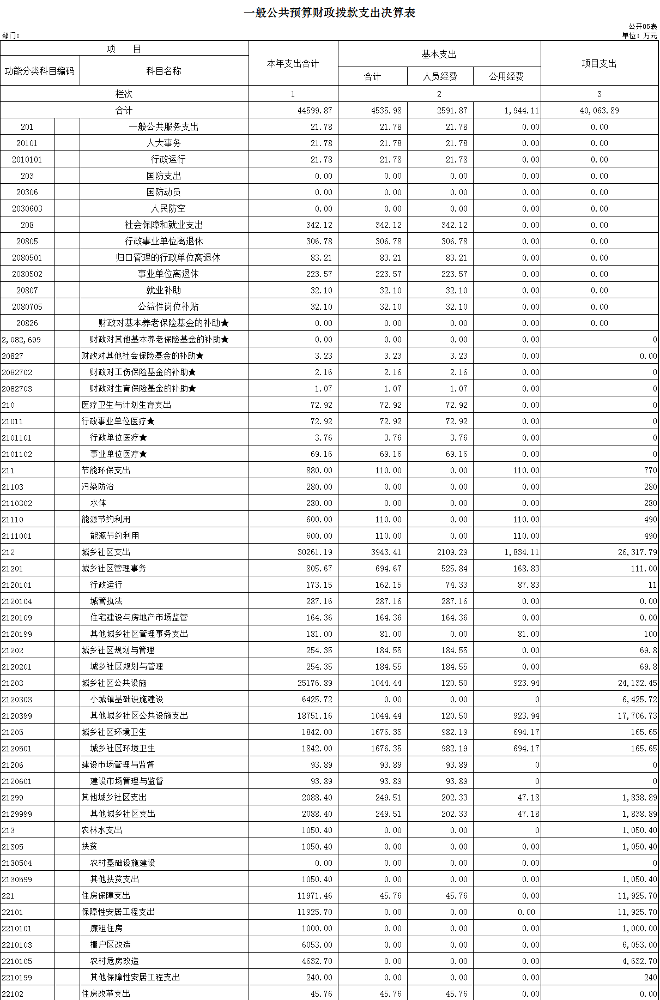 一般公共预算财政拨款支出决算表
公开05表
部门： 单位：万元
项 目 本年支出合计 基本支出 项目支出
功能分类科目编码 科目名称 合计 人员经费 公用经费
栏次 1 2 3
合计 44599.87 4535.98 2591.87 1,944.11 40,063.89
201 一般公共服务支出 21.78 21.78 21.78 0.00 0.00
20101 人大事务 21.78 21.78 21.78 0.00 0.00
2010101 行政运行 21.78 21.78 21.78 0.00 0.00
203 国防支出 0.00 0.00 0.00 0.00 0.00
20306 国防动员 0.00 0.00 0.00 0.00 0.00
2030603 人民防空 0.00 0.00 0.00 0.00 0.00
208 社会保障和就业支出 342.12 342.12 342.12 0.00 0.00
20805 行政事业单位离退休 306.78 306.78 306.78 0.00 0.00
2080501 归口管理的行政单位离退休 83.21 83.21 83.21 0.00 0.00
2080502 事业单位离退休 223.57 223.57 223.57 0.00 0.00
20807 就业补助 32.10 32.10 32.10 0.00 0.00
2080705 公益性岗位补贴 32.10 32.10 32.10 0.00 0.00
20826 财政对基本养老保险基金的补助★ 0.00 0.00 0.00 0.00 0.00
2,082,699 财政对其他基本养老保险基金的补助★ 0.00 0.00 0.00 0.00 0
20827 财政对其他社会保险基金的补助★ 3.23 3.23 3.23 0.00 0.00
2082702 财政对工伤保险基金的补助★ 2.16 2.16 2.16 0.00 0
2082703 财政对生育保险基金的补助★ 1.07 1.07 1.07 0.00 0
210 医疗卫生与计划生育支出 72.92 72.92 72.92 0.00 0
21011 行政事业单位医疗★ 72.92 72.92 72.92 0.00 0
2101101 行政单位医疗★ 3.76 3.76 3.76 0.00 0
2101102 事业单位医疗★ 69.16 69.16 69.16 0.00 0
211 节能环保支出 880.00 110.00 0.00 110.00 770
21103 污染防治 280.00 0.00 0.00 0.00 280
2110302 水体 280.00 0.00 0.00 0.00 280
21110 能源节约利用 600.00 110.00 0.00 110.00 490
2111001 能源节约利用 600.00 110.00 0.00 110.00 490
212 城乡社区支出 30261.19 3943.41 2109.29 1,834.11 26,317.79
21201 城乡社区管理事务 805.67 694.67 525.84 168.83 111.00
2120101 行政运行 173.15 162.15 74.33 87.83 11
2120104 城管执法 287.16 287.16 287.16 0.00 0.00
2120109 住宅建设与房地产市场监管 164.36 164.36 164.36 0.00 0.00
2120199 其他城乡社区管理事务支出 181.00 81.00 0.00 81.00 100
21202 城乡社区规划与管理 254.35 184.55 184.55 0.00 69.8
2120201 城乡社区规划与管理 254.35 184.55 184.55 0.00 69.8
21203 城乡社区公共设施 25176.89 1044.44 120.50 923.94 24,132.45
2120303 小城镇基础设施建设 6425.72 0.00 0.00 0 6,425.72
2120399 其他城乡社区公共设施支出 18751.16 1044.44 120.50 923.94 17,706.73
21205 城乡社区环境卫生 1842.00 1676.35 982.19 694.17 165.65
2120501 城乡社区环境卫生 1842.00 1676.35 982.19 694.17 165.65
21206 建设市场管理与监督 93.89 93.89 93.89 0 0
2120601 建设市场管理与监督 93.89 93.89 93.89 0 0
21299 其他城乡社区支出 2088.40 249.51 202.33 47.18 1,838.89
2129999 其他城乡社区支出 2088.40 249.51 202.33 47.18 1,838.89
213 农林水支出 1050.40 0.00 0.00 0 1,050.40
21305 扶贫 1050.40 0.00 0.00 0.00 1,050.40
2130504 农村基础设施建设 0.00 0.00 0.00 0.00 0
2130599 其他扶贫支出 1050.40 0.00 0.00 0.00 1,050.40
221 住房保障支出 11971.46 45.76 45.76 0.00 11,925.70
22101 保障性安居工程支出 11925.70 0.00 0.00 0.00 11,925.70
2210101 廉租住房 1000.00 0.00 0.00 0.00 1,000.00
2210103 棚户区改造 6053.00 0.00 0.00 0.00 6,053.00
2210105 农村危房改造 4632.70 0.00 0.00 0.00 4,632.70
2210199 其他保障性安居工程支出 240.00 0.00 0.00 0.00 240
22102 住房改革支出 45.76 45.76 45.76 0.00 0.00